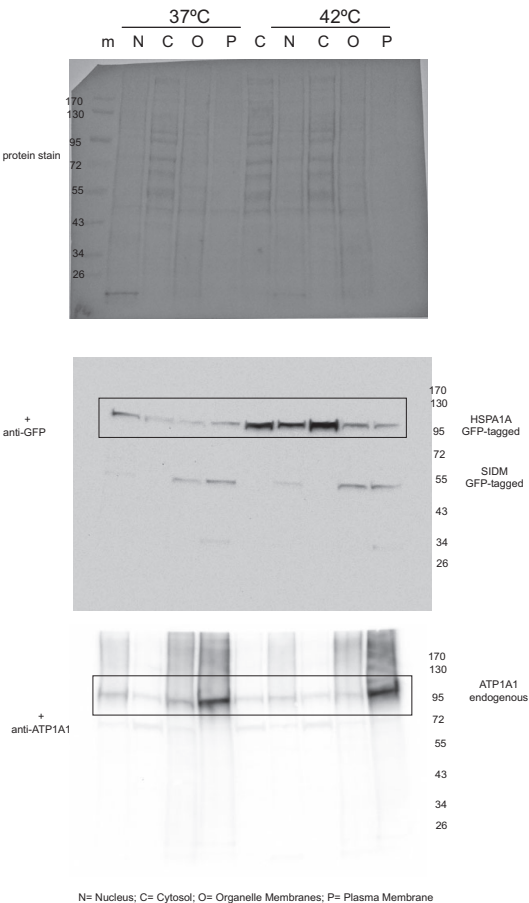 37ºC 42ºC
m N C O P C N C O P
170
130
95
72
55
43
34
26
protein stain
+
anti-GFP
170
130
95
72
55
43
34
26
HSPA1A
GFP-tagged
SIDM
GFP-tagged
+
anti-ATP1A1
170
130
95
72
55
43
34
26
ATP1A1
endogenous
N= Nucleus; C= Cytosol; O= Organelle Membranes; P= Plasma Membrane